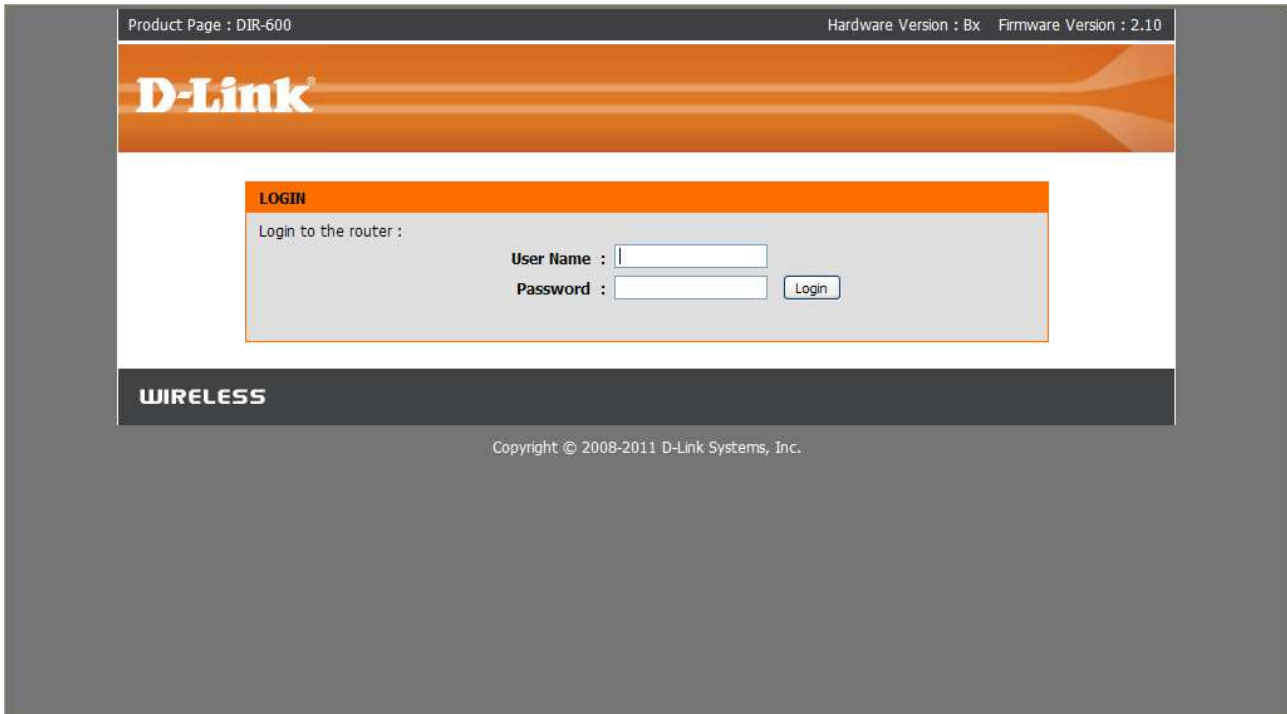 Product Page : DIR-600 Hardware Version : Bx Firmware Version : 2.10
D-Link®
LOGIN
Login to the router :
User Name :
Password : Login
WIRELESS
Copyright © 2008-2011 D-Link Systems, Inc.